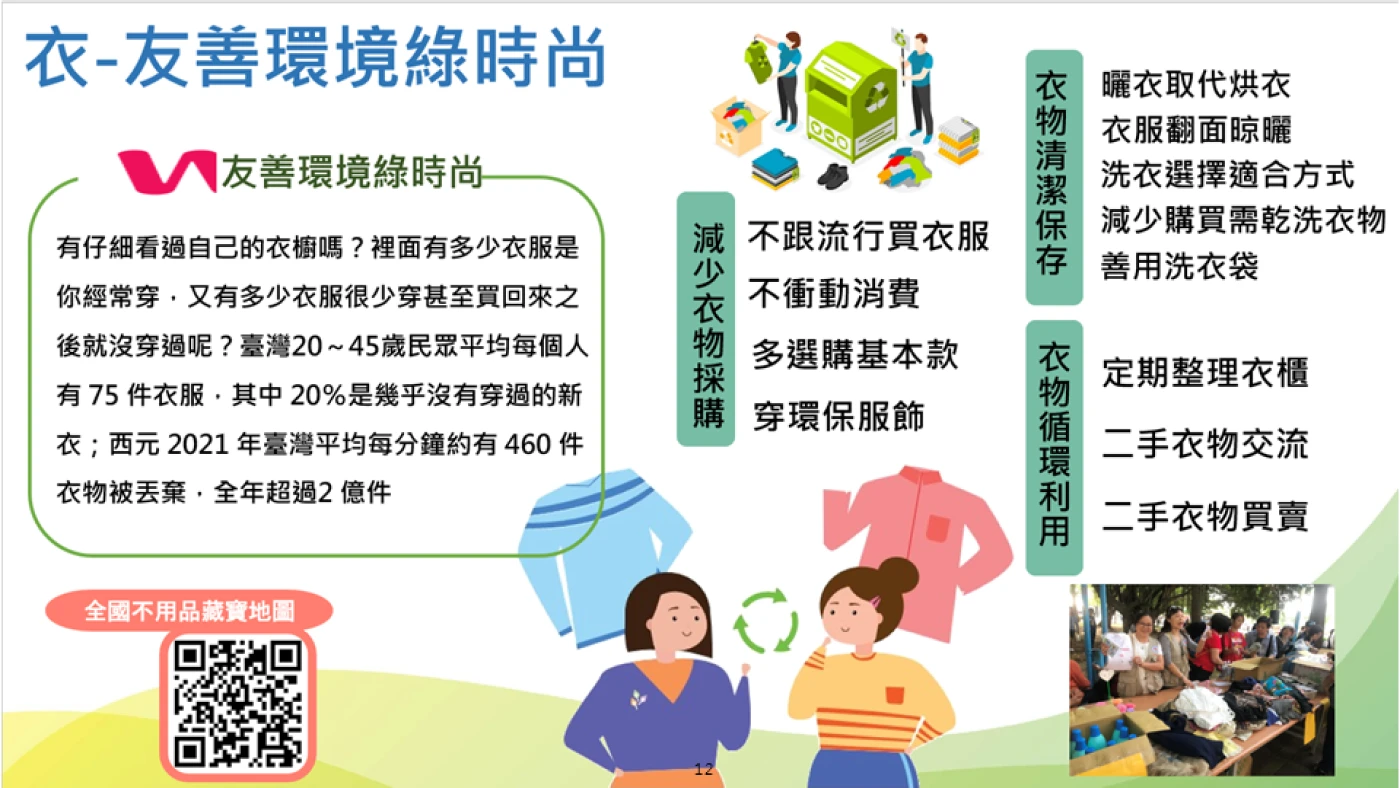 衣-友善環境綠時尚
友善環境綠時尚
有仔細看過自己的衣櫥嗎？裡面有多少衣服是
你經常穿，又有多少衣服很少穿甚至買回來之
後就沒穿過呢？臺灣20～45歲民眾平均每個人
有 75 件衣服，其中 20%是幾乎沒有穿過的新
衣；西元 2021 年臺灣平均每分鐘約有 460 件
衣物被丟棄，全年超過2 億件
全國不用品藏寶地圖
減少衣物採購
不跟流行買衣服
不衝動消費
多選購基本款
穿環保服飾
衣物清潔保存
曬衣取代烘衣
衣服翻面晾曬
洗衣選擇適合方式
減少購買需乾洗衣物
善用洗衣袋
衣物循環利用
定期整理衣櫃
二手衣物交流
二手衣物買賣
12